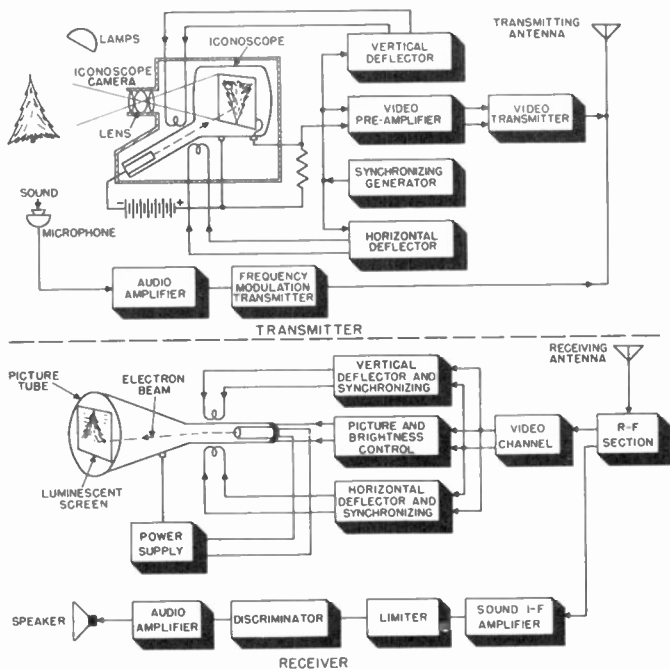 LAMPS
ICONOSCOPE
ICONOSCOPE
CAMERA
LENS
VERTICAL
DEFLECTOR
TRANSMITTING
ANTENNA
VIDEO
PRE-AMPLIFIER
VIDEO
TRANSMITTER
SYNCHRONIZING
GENERATOR
HORIZONTAL
DEFLECTOR
- +
SOUND
MICROPHONE
AUDIO
AMPLIFIER
FREQUENCY
MODULATION
TRANSMITTER
TRANSMITTER
RECEIVING
ANTENNA
PICTURE
TUBE
ELECTRON
BEAM
LUMINESCENT
SCREEN
VERTICAL
DEFLECTOR AND
SYNCHRONIZING
PICTURE AND
BRIGHTNESS
CONTROL
VIDEO
CHANNEL
R-F
SECTION
HORIZONTAL
DEFLECTOR AND
SYNCHRONIZING
POWER
SUPPLY
SPEAKER
AUDIO
AMPLIFIER
DISCRIMINATOR
LIMITER
SOUND I-F
AMPLIFIER
RECEIVER